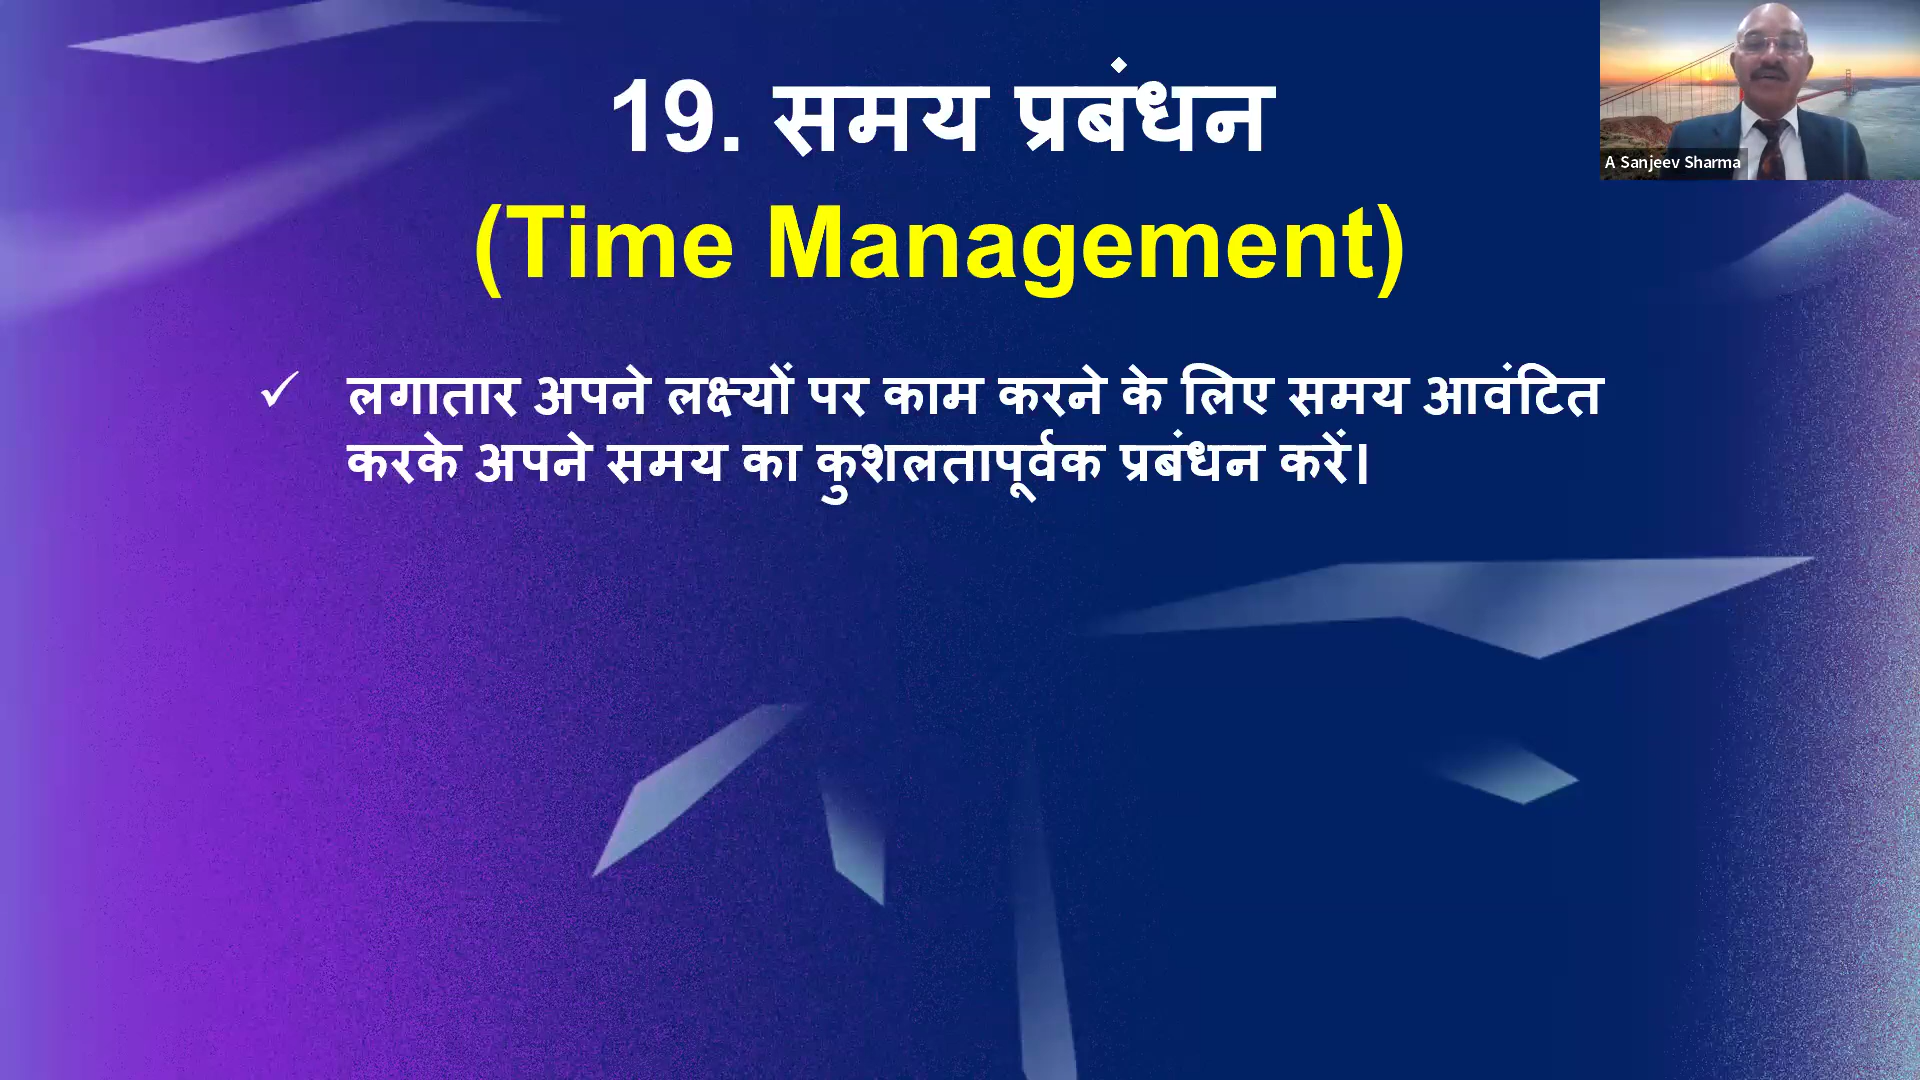 19. समय प्रबंधन
(Time Management)
✓ लगातार अपने लक्ष्यों पर काम करने के लिए समय आवंटित
करके अपने समय का कुशलतापूर्वक प्रबंधन करें।
A Sanjeev Sharma